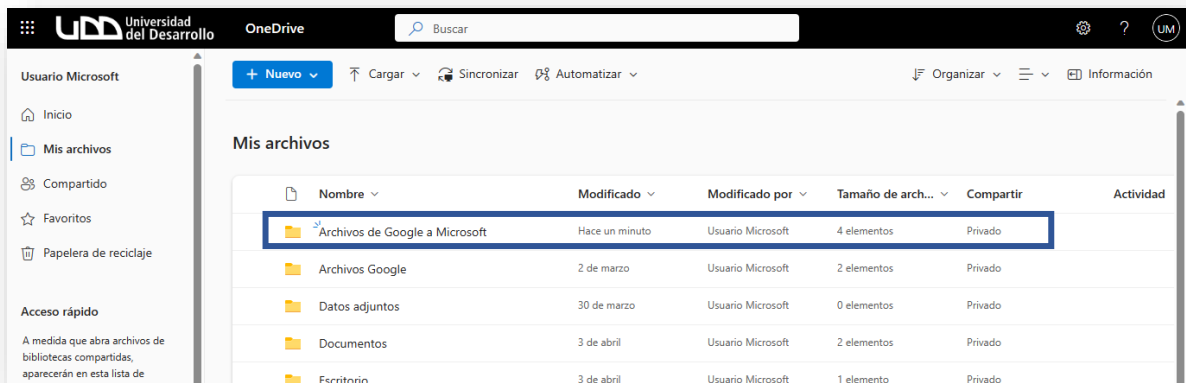 UDD Universidad del Desarrollo OneDrive Buscar ? UM
Usuario Microsoft
Inicio
Mis archivos
Compartido
Favoritos
Papelera de reciclaje
Acceso rápido
A medida que abra archivos de
bibliotecas compartidas,
aparecerán en esta lista de
+ Nuevo Cargar Sincronizar Automatizar Organizar Información
Mis archivos
Nombre Modificado Modificado por Tamaño de arch... Compartir Actividad
Archivos de Google a Microsoft Hace un minuto Usuario Microsoft 4 elementos Privado
Archivos Google 2 de marzo Usuario Microsoft 2 elementos Privado
Datos adjuntos 30 de marzo Usuario Microsoft 0 elementos Privado
Documentos 3 de abril Usuario Microsoft 2 elementos Privado
Escritorio 3 de abril Usuario Microsoft 1 elemento Privado